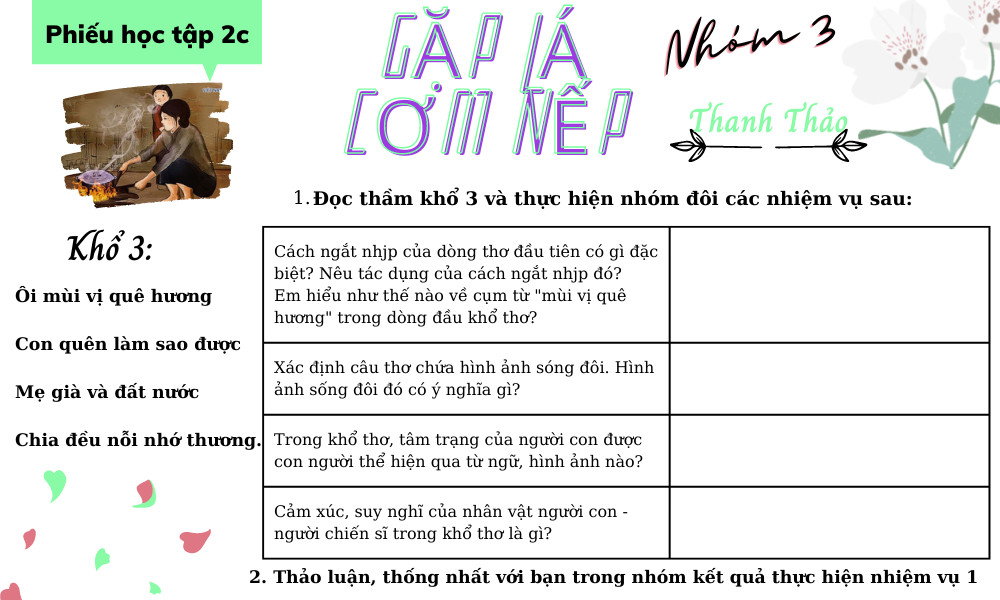 Phiếu học tập 2c
GẶP LÁ
CƠM NẾP
Nhóm 3
Thanh Thảo
1. Đọc thầm khổ 3 và thực hiện nhóm đôi các nhiệm vụ sau:
Khổ 3:
Ôi mùi vị quê hương
Con quên làm sao được
Mẹ già và đất nước
Chia đều nỗi nhớ thương.
Cách ngắt nhjp của dòng thơ đầu tiên có gì đặc
biệt? Nêu tác dụng của cách ngắt nhjp đó?
Em hiểu như thế nào về cụm từ "mùi vị quê
hương" trong dòng đầu khổ thơ?
Xác định câu thơ chứa hình ảnh sóng đôi. Hình
ảnh sống đôi đó có ý nghĩa gì?
Trong khổ thơ, tâm trạng của người con được
con người thể hiện qua từ ngữ, hình ảnh nào?
Cảm xúc, suy nghĩ của nhân vật người con -
người chiến sĩ trong khổ thơ là gì?
2. Thảo luận, thống nhất với bạn trong nhóm kết quả thực hiện nhiệm vụ 1